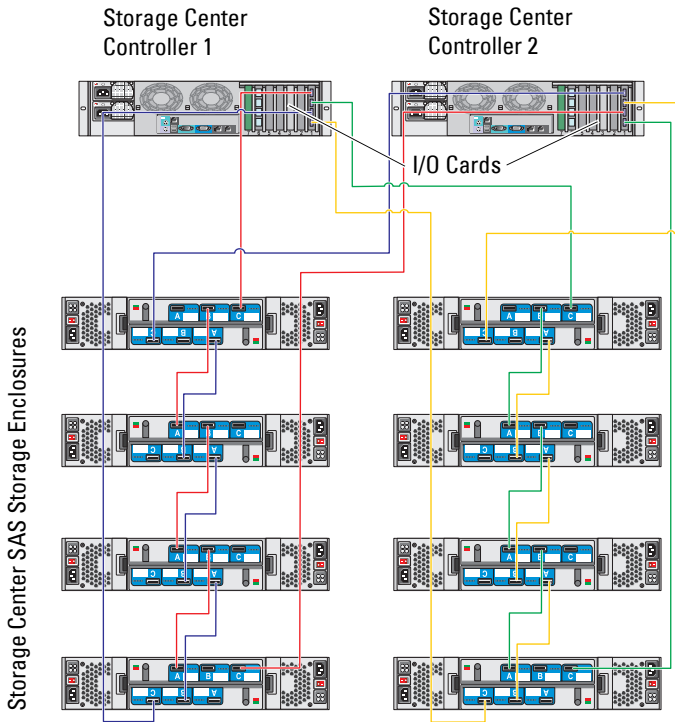 Storage Center
Controller 1
Storage Center
Controller 2
I/O Cards
Storage Center SAS Storage Enclosures
A B C
C B A
A B C
C B A
A B C
C B A
A B C
C B A
A B C
C B A
A B C
C B A
A B C
C B A
A B C
C B A